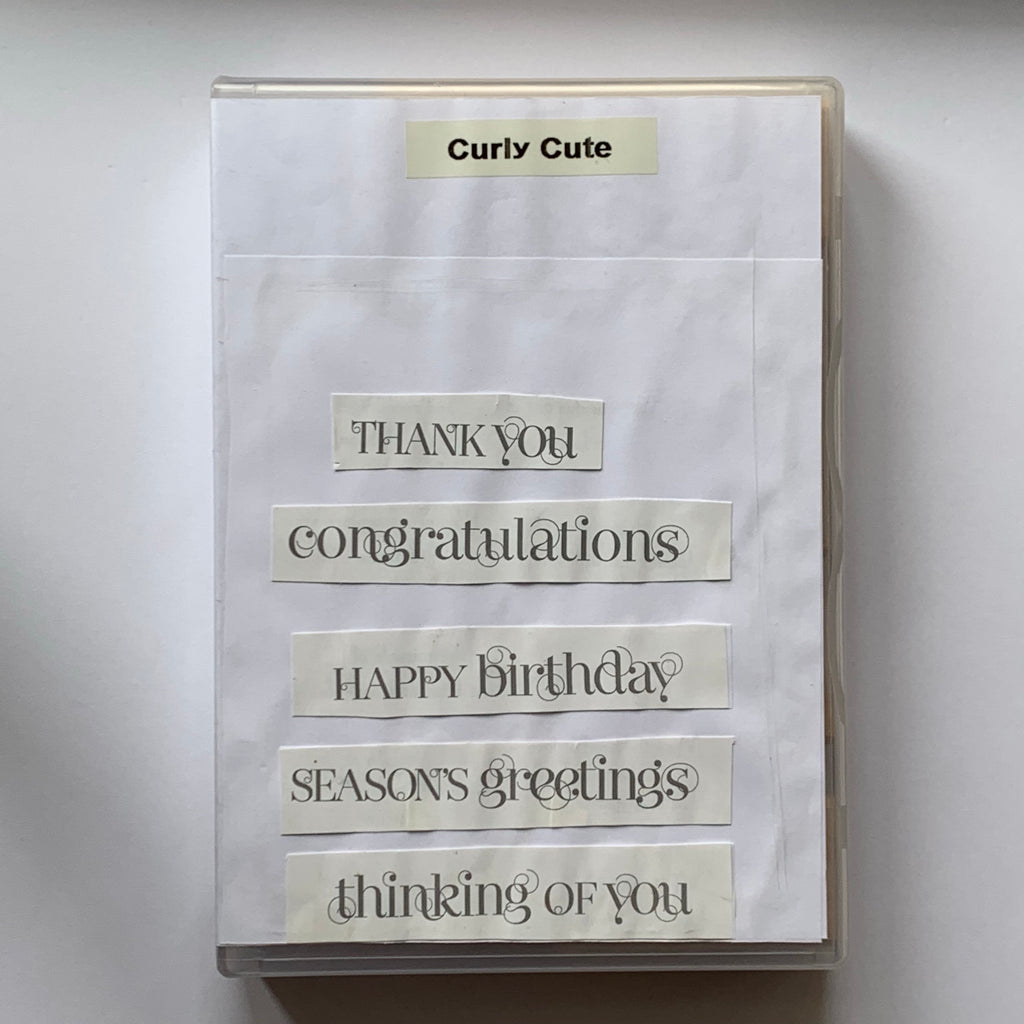 Curly Cute
THANK YOU
congratulations
HAPPY birthday
SEASON'S greetings
thinking OF YOU